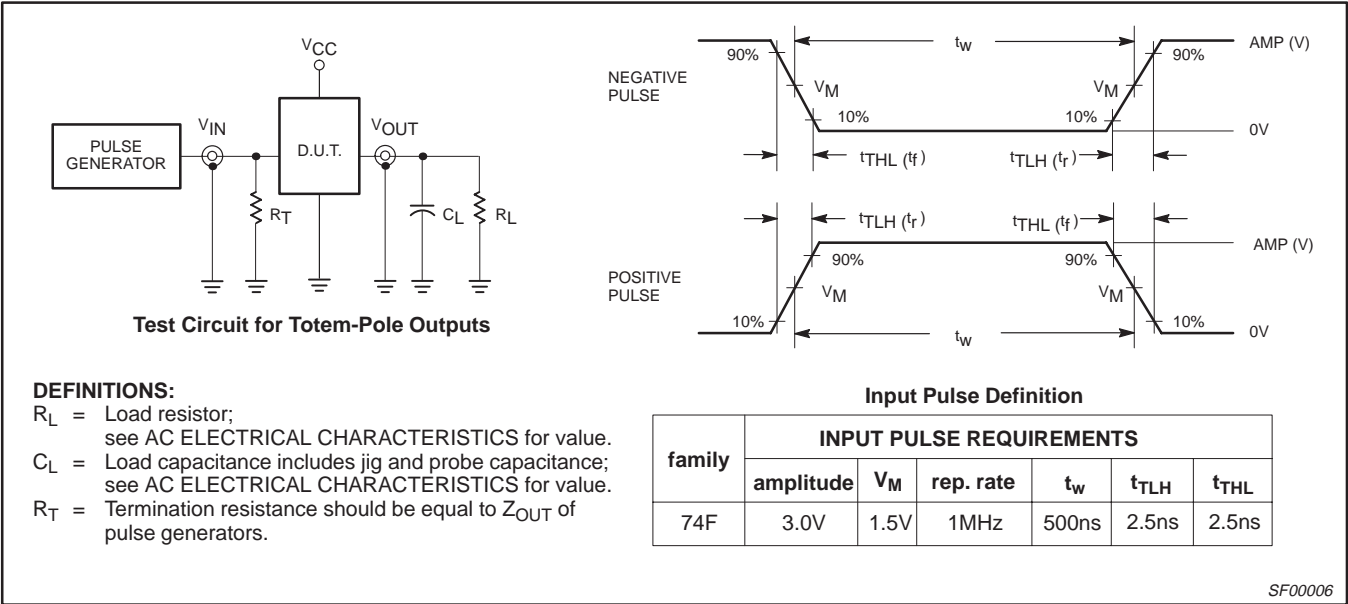 VCC
VIN
VOUT
PULSE
GENERATOR
D.U.T.
RT
CL
RL
Test Circuit for Totem-Pole Outputs
NEGATIVE
PULSE
90%
tw
90%
AMP (V)
VM
VM
10%
10%
0V
tTHL (tf)
tTLH (tr)
tTLH (tr)
tTHL (tf)
AMP (V)
POSITIVE
PULSE
90%
90%
VM
VM
10%
10%
tw
0V
Input Pulse Definition
DEFINITIONS:
RL = Load resistor;
see AC ELECTRICAL CHARACTERISTICS for value.
CL = Load capacitance includes jig and probe capacitance;
see AC ELECTRICAL CHARACTERISTICS for value.
RT = Termination resistance should be equal to ZOUT of
pulse generators.
family
INPUT PULSE REQUIREMENTS
amplitude VM rep. rate tw tTLH tTHL
74F 3.0V 1.5V 1MHz 500ns 2.5ns 2.5ns
SF00006